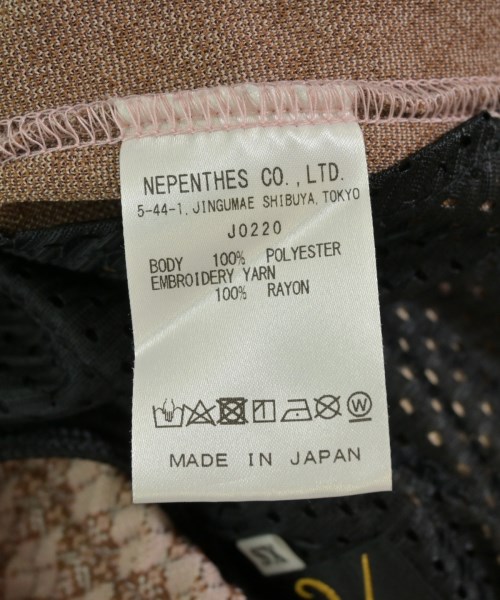 NEPENTHES CO.,LTD.
5-44-1, JINGUMAE SHIBUYA, TOKYO
J0220
BODY 100% POLYESTER
EMBROIDERY YARN
100% RAYON
W
MADE IN JAPAN
XS